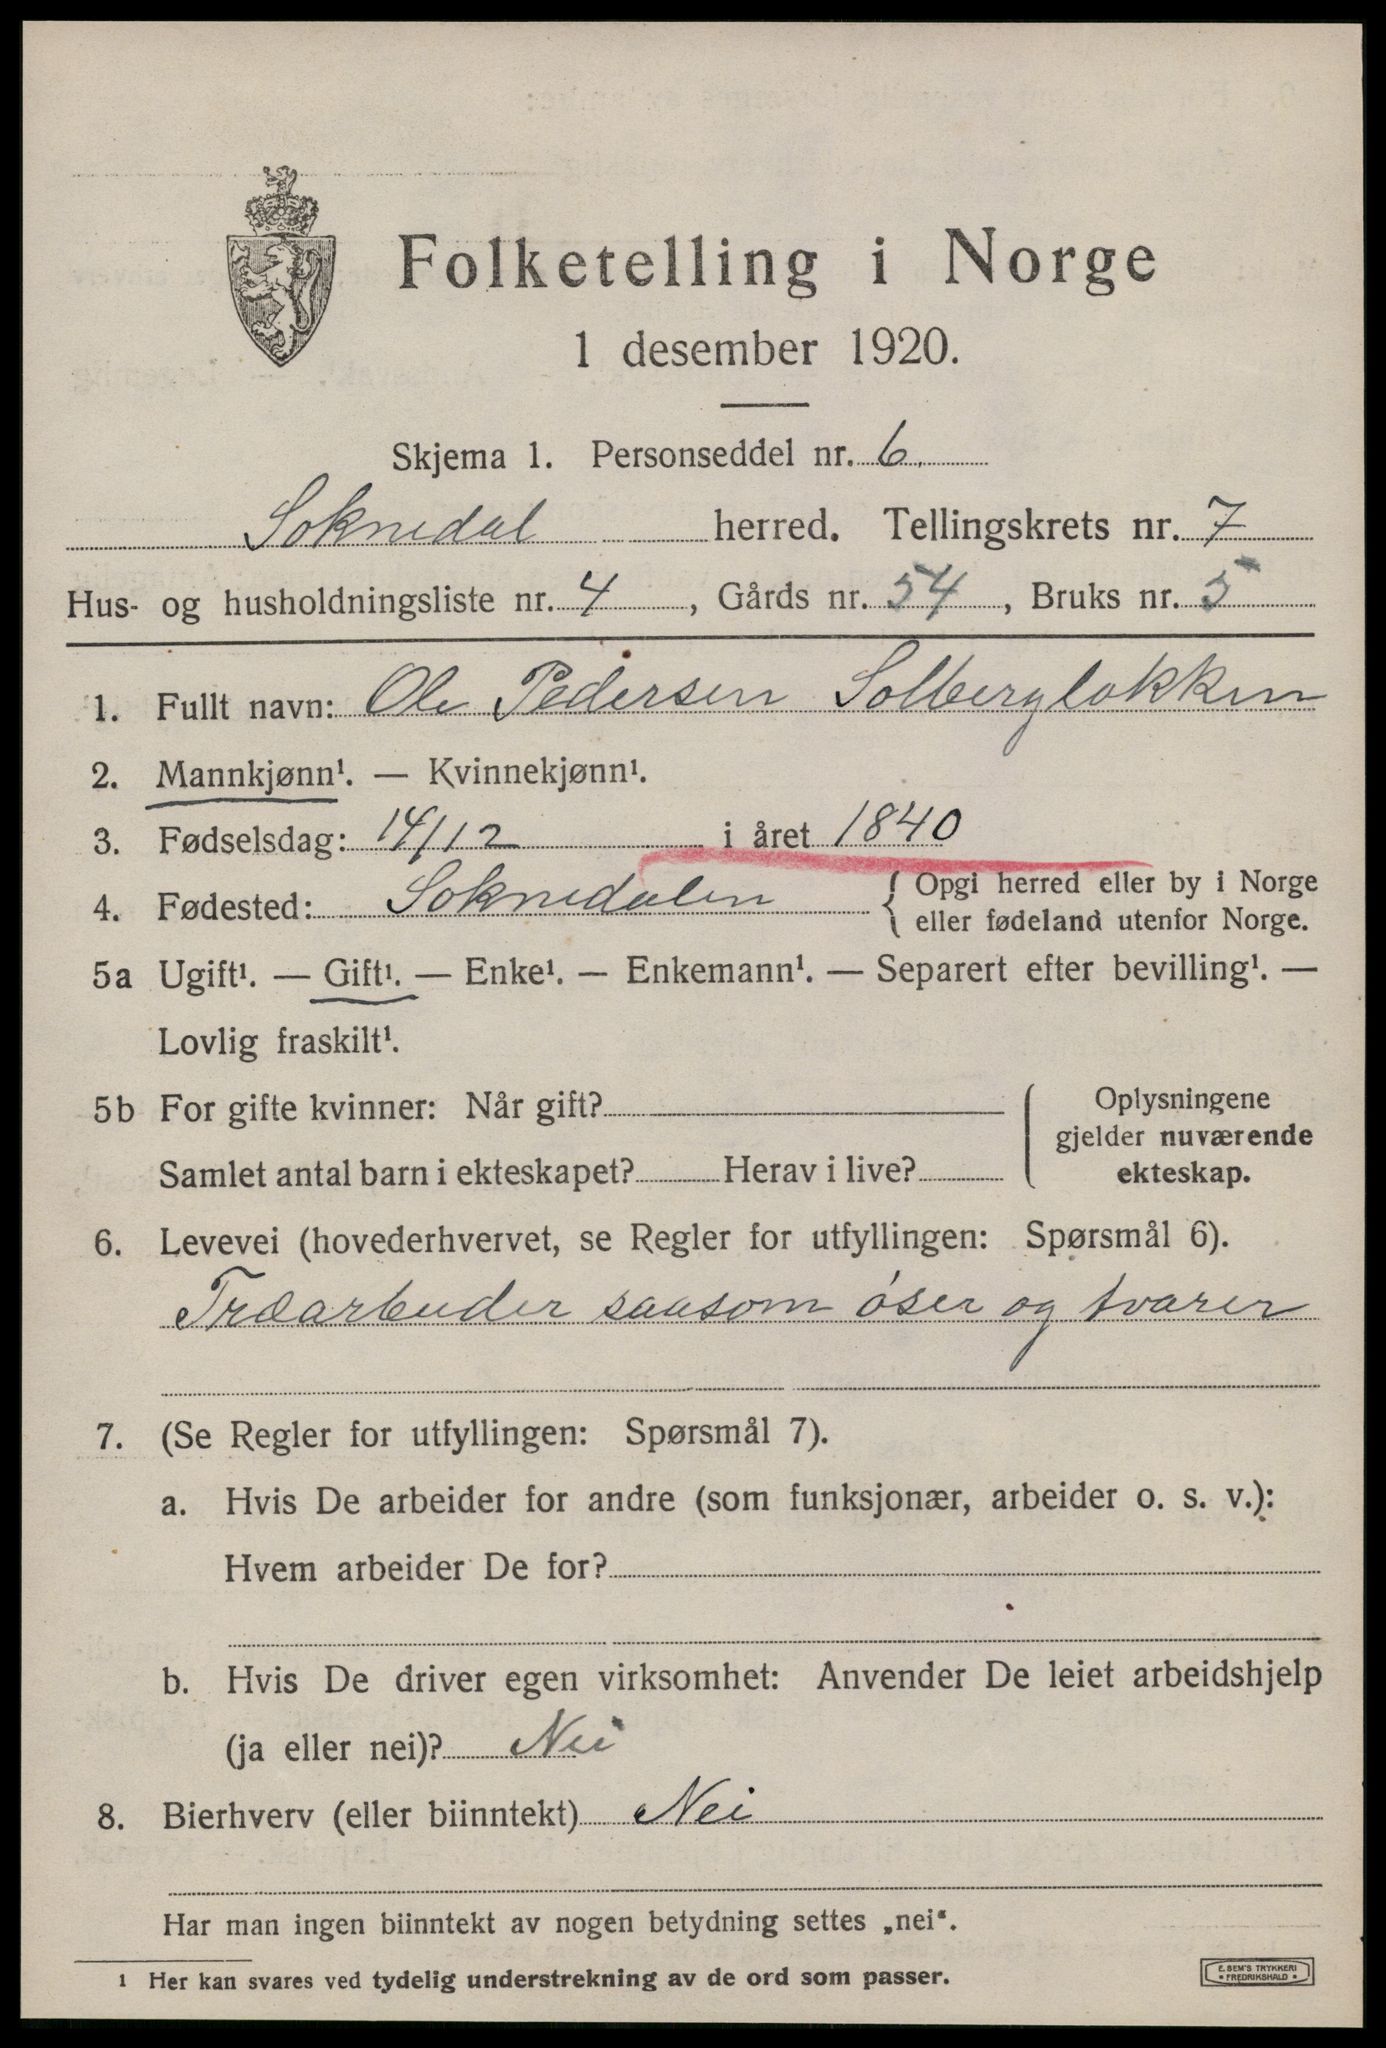 Folketelling i Norge
1 desember 1920.
Skjema 1. Personseddel nr. 6.
Soknedal herred. Tellingskrets nr. 7
Hus- og husholdningsliste nr. 4, Gårds nr. 54, Bruks nr. 5
1. Fullt navn: Ole Pedersen Solbergløkken
2. Mannkjønn¹. — Kvinnekjønn¹.
3. Fødselsdag: 14/12 i året 1840
4. Fødested: Soknedalen { Opgi herred eller by i Norge
eller fødeland utenfor Norge.
5a Ugift¹. — Gift¹. — Enke¹. — Enkemann¹. — Separert efter bevilling¹. —
Lovlig fraskilt¹.
5b For gifte kvinner: Når gift?
Samlet antal barn i ekteskapet? Herav i live?
Oplysningene
gjelder nuværende
ekteskap.
6. Levevei (hovederhvervet, se Regler for utfyllingen: Spørsmål 6).
Træarbeider saasom øser og tvarer
7. (Se Regler for utfyllingen: Spørsmål 7).
a. Hvis De arbeider for andre (som funksjonær, arbeider o. s. v.):
Hvem arbeider De for?
b. Hvis De driver egen virksomhet: Anvender De leiet arbeidshjelp
(ja eller nei)? Nei
8. Bierhverv (eller biinntekt) Nei
Har man ingen biinntekt av nogen betydning settes „nei“.
1 Her kan svares ved tydelig understrekning av de ord som passer.
E. SEM'S TRYKKERI
• FREDRIKSHALD •